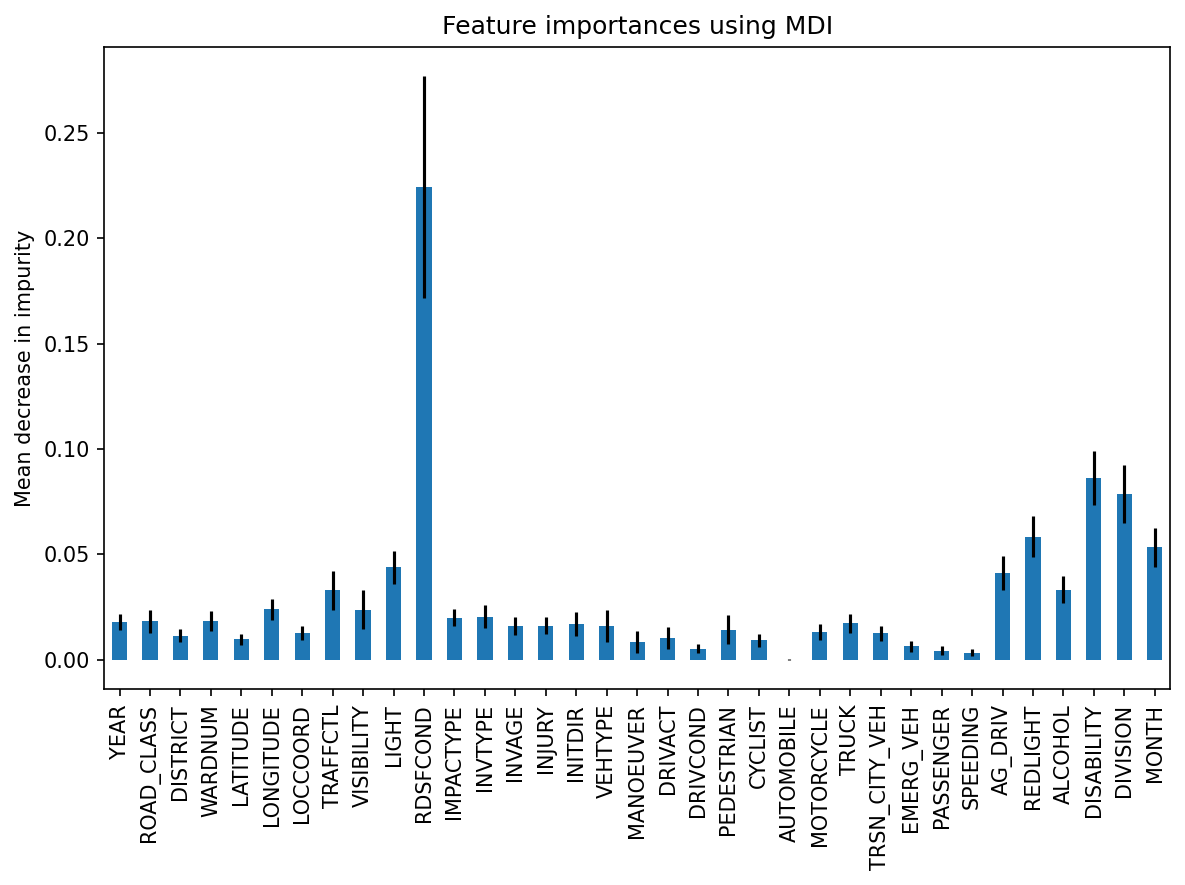 Feature importances using MDI
Mean decrease in impurity
0.25
0.20
0.15
0.10
0.05
0.00
YEAR
ROAD_CLASS
DISTRICT
WARDNUM
LATITUDE
LONGITUDE
LOCCOORD
TRAFFCTL
VISIBILITY
LIGHT
RDSFCOND
IMPACTYPE
INVTYPE
INVAGE
INJURY
INITDIR
VEHTYPE
MANOEUVER
DRIVACT
DRIVCOND
PEDESTRIAN
CYCLIST
AUTOMOBILE
MOTORCYCLE
TRUCK
TRSN_CITY_VEH
EMERG_VEH
PASSENGER
SPEEDING
AG_DRIV
REDLIGHT
ALCOHOL
DISABILITY
DIVISION
MONTH